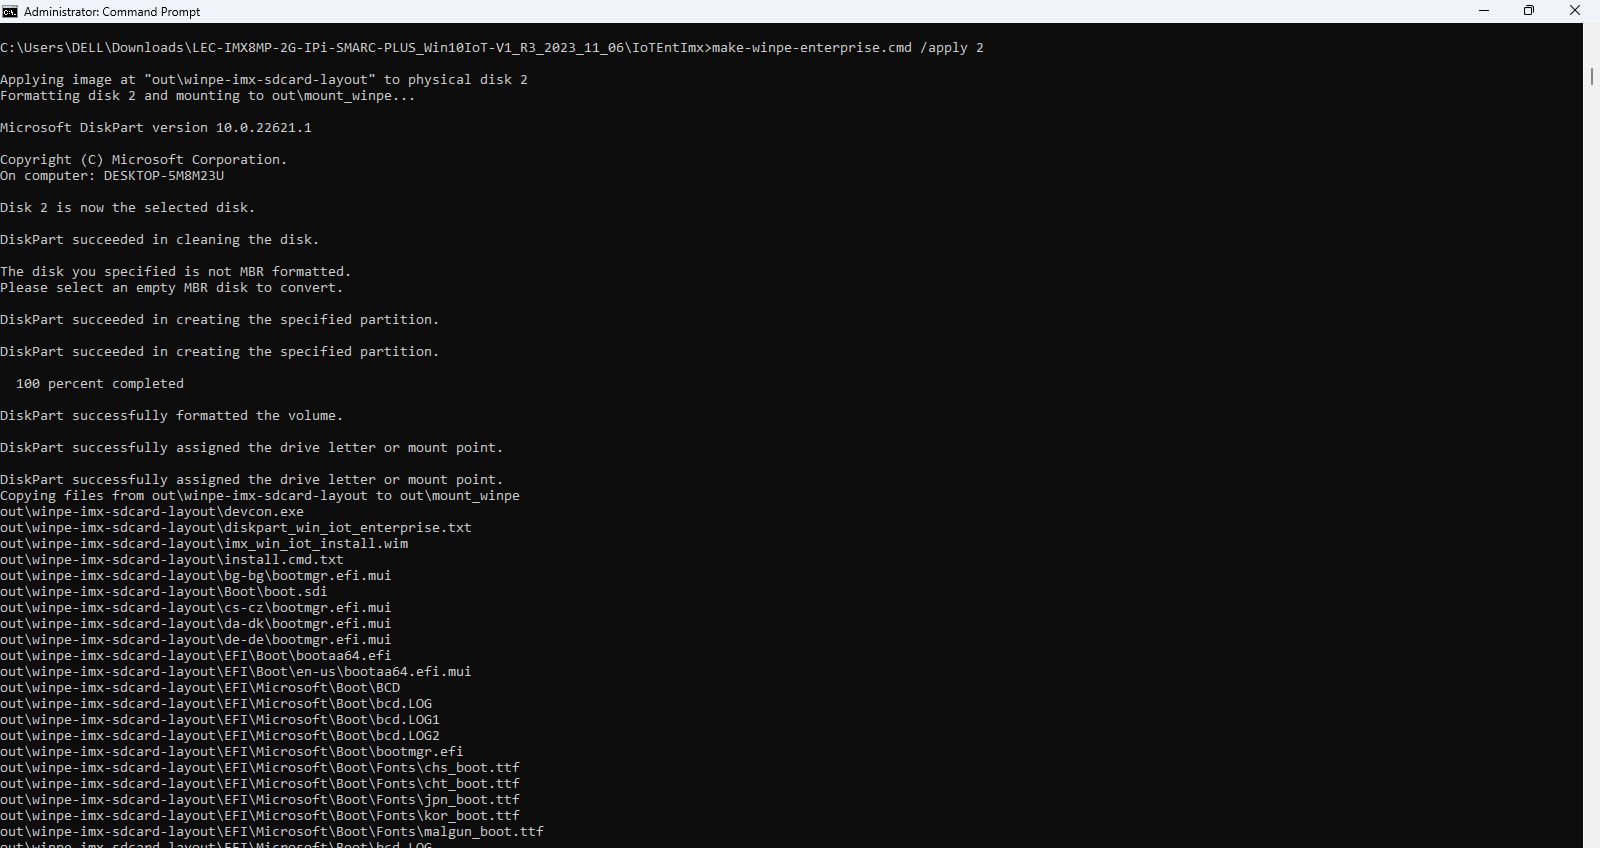 Administrator: Command Prompt
C:\Users\DELL\Downloads\LEC-IMX8MP-2G-IPi-SMARC-PLUS_Win10IoT-V1_R3_2023_11_06\IoTEntImx>make-winpe-enterprise.cmd /apply 2
Applying image at "out\winpe-imx-sdcard-layout" to physical disk 2
Formatting disk 2 and mounting to out\mount_winpe...
Microsoft DiskPart version 10.0.22621.1
Copyright (C) Microsoft Corporation.
On computer: DESKTOP-5M8M23U
Disk 2 is now the selected disk.
DiskPart succeeded in cleaning the disk.
The disk you specified is not MBR formatted.
Please select an empty MBR disk to convert.
DiskPart succeeded in creating the specified partition.
DiskPart succeeded in creating the specified partition.
100 percent completed
DiskPart successfully formatted the volume.
DiskPart successfully assigned the drive letter or mount point.
DiskPart successfully assigned the drive letter or mount point.
Copying files from out\winpe-imx-sdcard-layout to out\mount_winpe
out\winpe-imx-sdcard-layout\devcon.exe
out\winpe-imx-sdcard-layout\diskpart_win_iot_enterprise.txt
out\winpe-imx-sdcard-layout\imx_win_iot_install.wim
out\winpe-imx-sdcard-layout\install.cmd.txt
out\winpe-imx-sdcard-layout\bg-bg\bootmgr.efi.mui
out\winpe-imx-sdcard-layout\Boot\boot.sdi
out\winpe-imx-sdcard-layout\cs-cz\bootmgr.efi.mui
out\winpe-imx-sdcard-layout\da-dk\bootmgr.efi.mui
out\winpe-imx-sdcard-layout\de-de\bootmgr.efi.mui
out\winpe-imx-sdcard-layout\EFI\Boot\bootaa64.efi
out\winpe-imx-sdcard-layout\EFI\Boot\en-us\bootaa64.efi.mui
out\winpe-imx-sdcard-layout\EFI\Microsoft\Boot\BCD
out\winpe-imx-sdcard-layout\EFI\Microsoft\Boot\bcd.LOG
out\winpe-imx-sdcard-layout\EFI\Microsoft\Boot\bcd.LOG1
out\winpe-imx-sdcard-layout\EFI\Microsoft\Boot\bcd.LOG2
out\winpe-imx-sdcard-layout\EFI\Microsoft\Boot\bootmgr.efi
out\winpe-imx-sdcard-layout\EFI\Microsoft\Boot\Fonts\chs_boot.ttf
out\winpe-imx-sdcard-layout\EFI\Microsoft\Boot\Fonts\cht_boot.ttf
out\winpe-imx-sdcard-layout\EFI\Microsoft\Boot\Fonts\jpn_boot.ttf
out\winpe-imx-sdcard-layout\EFI\Microsoft\Boot\Fonts\kor_boot.ttf
out\winpe-imx-sdcard-layout\EFI\Microsoft\Boot\Fonts\malgun_boot.ttf
out\winpe-imx-sdcard-layout\EFI\Microsoft\Boot\bcd.LOG